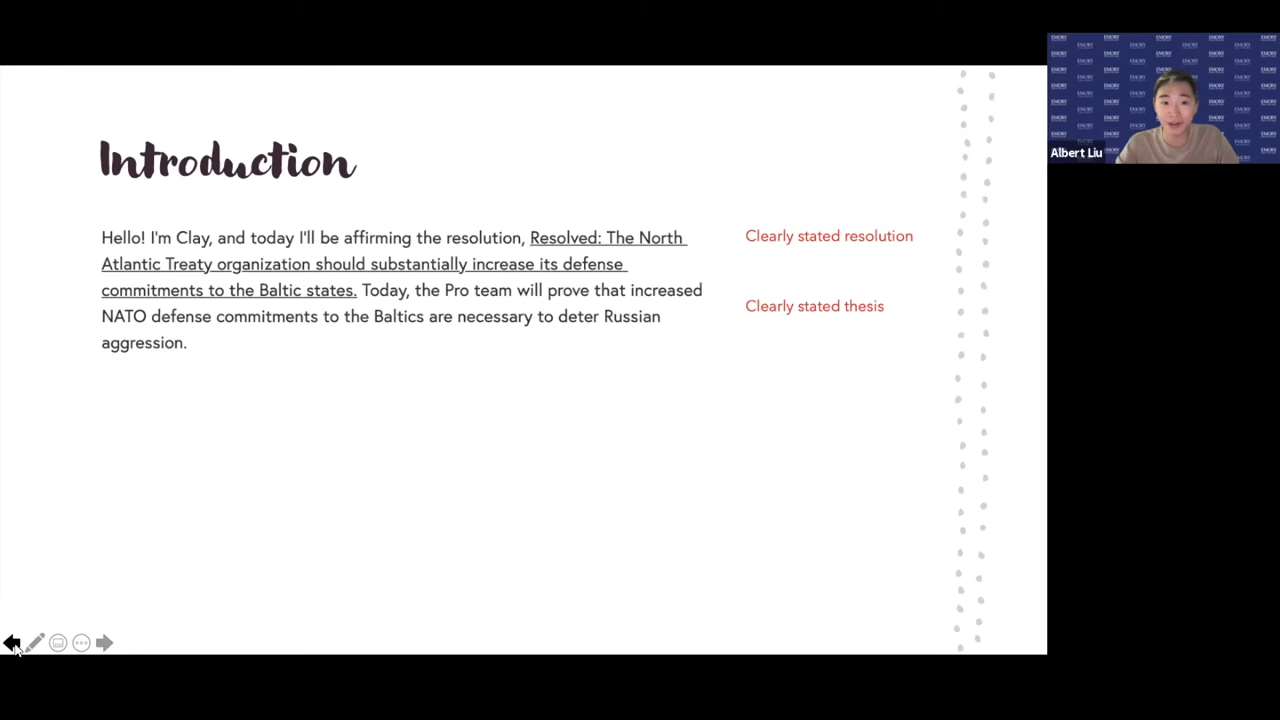 Introduction
Hello! I'm Clay, and today I'll be affirming the resolution, Resolved: The North
Atlantic Treaty organization should substantially increase its defense
commitments to the Baltic states. Today, the Pro team will prove that increased
NATO defense commitments to the Baltics are necessary to deter Russian
aggression.
Clearly stated resolution
Clearly stated thesis
EMORY
Albert Liu